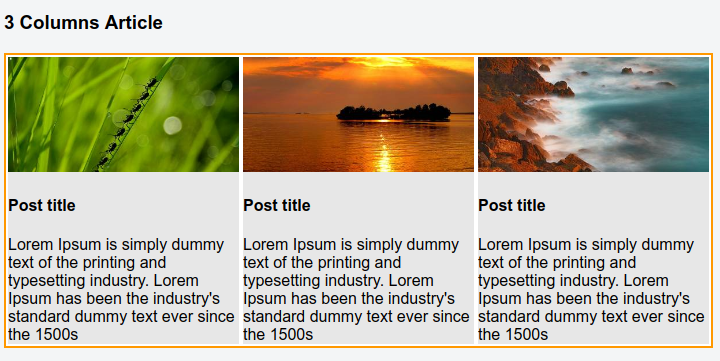 3 Columns Article
Post title
Lorem Ipsum is simply dummy
text of the printing and
typesetting industry. Lorem
Ipsum has been the industry's
standard dummy text ever since
the 1500s
Post title
Lorem Ipsum is simply dummy
text of the printing and
typesetting industry. Lorem
Ipsum has been the industry's
standard dummy text ever since
the 1500s
Post title
Lorem Ipsum is simply dummy
text of the printing and
typesetting industry. Lorem
Ipsum has been the industry's
standard dummy text ever since
the 1500s